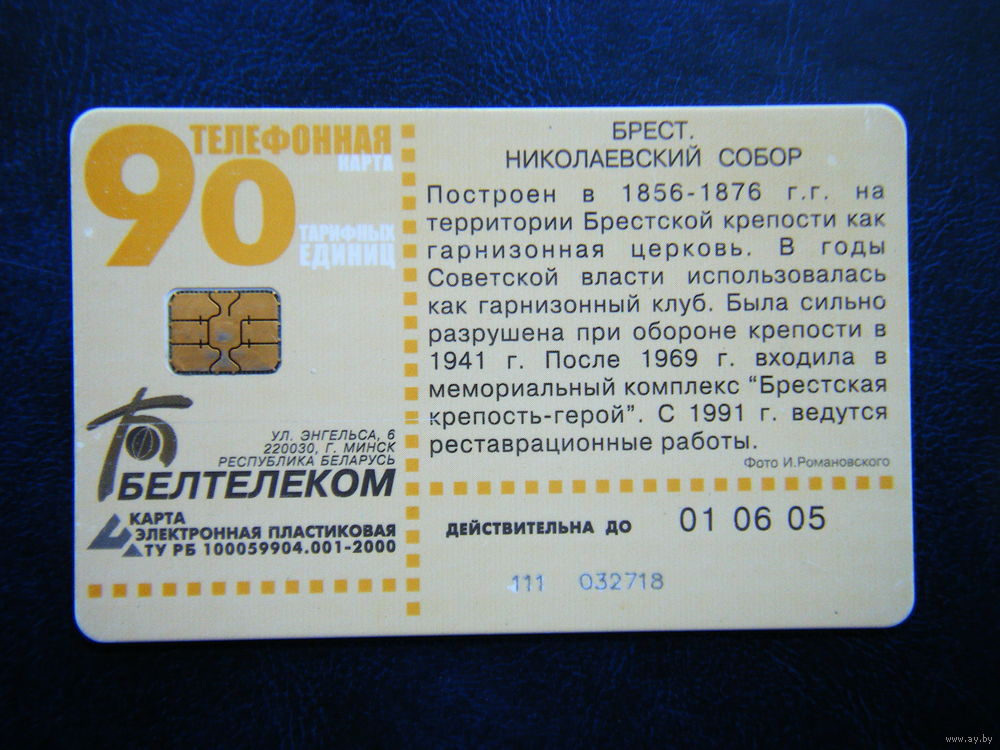 ТЕЛЕФОННАЯ
КАРТА
90
ТАРИФНЫХ
ЕДИНИЦ
УЛ. ЭНГЕЛЬСА, 6
220030, Г. МИНСК
РЕСПУБЛИКА БЕЛАРУСЬ
БЕЛТЕЛЕКОМ
КАРТА
ЭЛЕКТРОННАЯ ПЛАСТИКОВАЯ
ТУ РБ 100059904.001-2000
БРЕСТ.
НИКОЛАЕВСКИЙ СОБОР
Построен в 1856-1876 г.г. на
территории Брестской крепости как
гарнизонная церковь. В годы
Советской власти использовалась
как гарнизонный клуб. Была сильно
разрушена при обороне крепости в
1941 г. После 1969 г. входила в
мемориальный комплекс "Брестская
крепость-герой". С 1991 г. ведутся
реставрационные работы.
Фото И.Романовского
ДЕЙСТВИТЕЛЬНА ДО 01 06 05
111 032718
www.ay.by